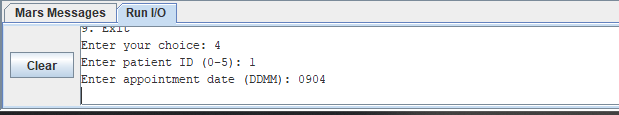 Mars Messages Run I/O
9. Exit
Enter your choice: 4
Clear
Enter patient ID (0-5): 1
Enter appointment date (DDMM): 0904